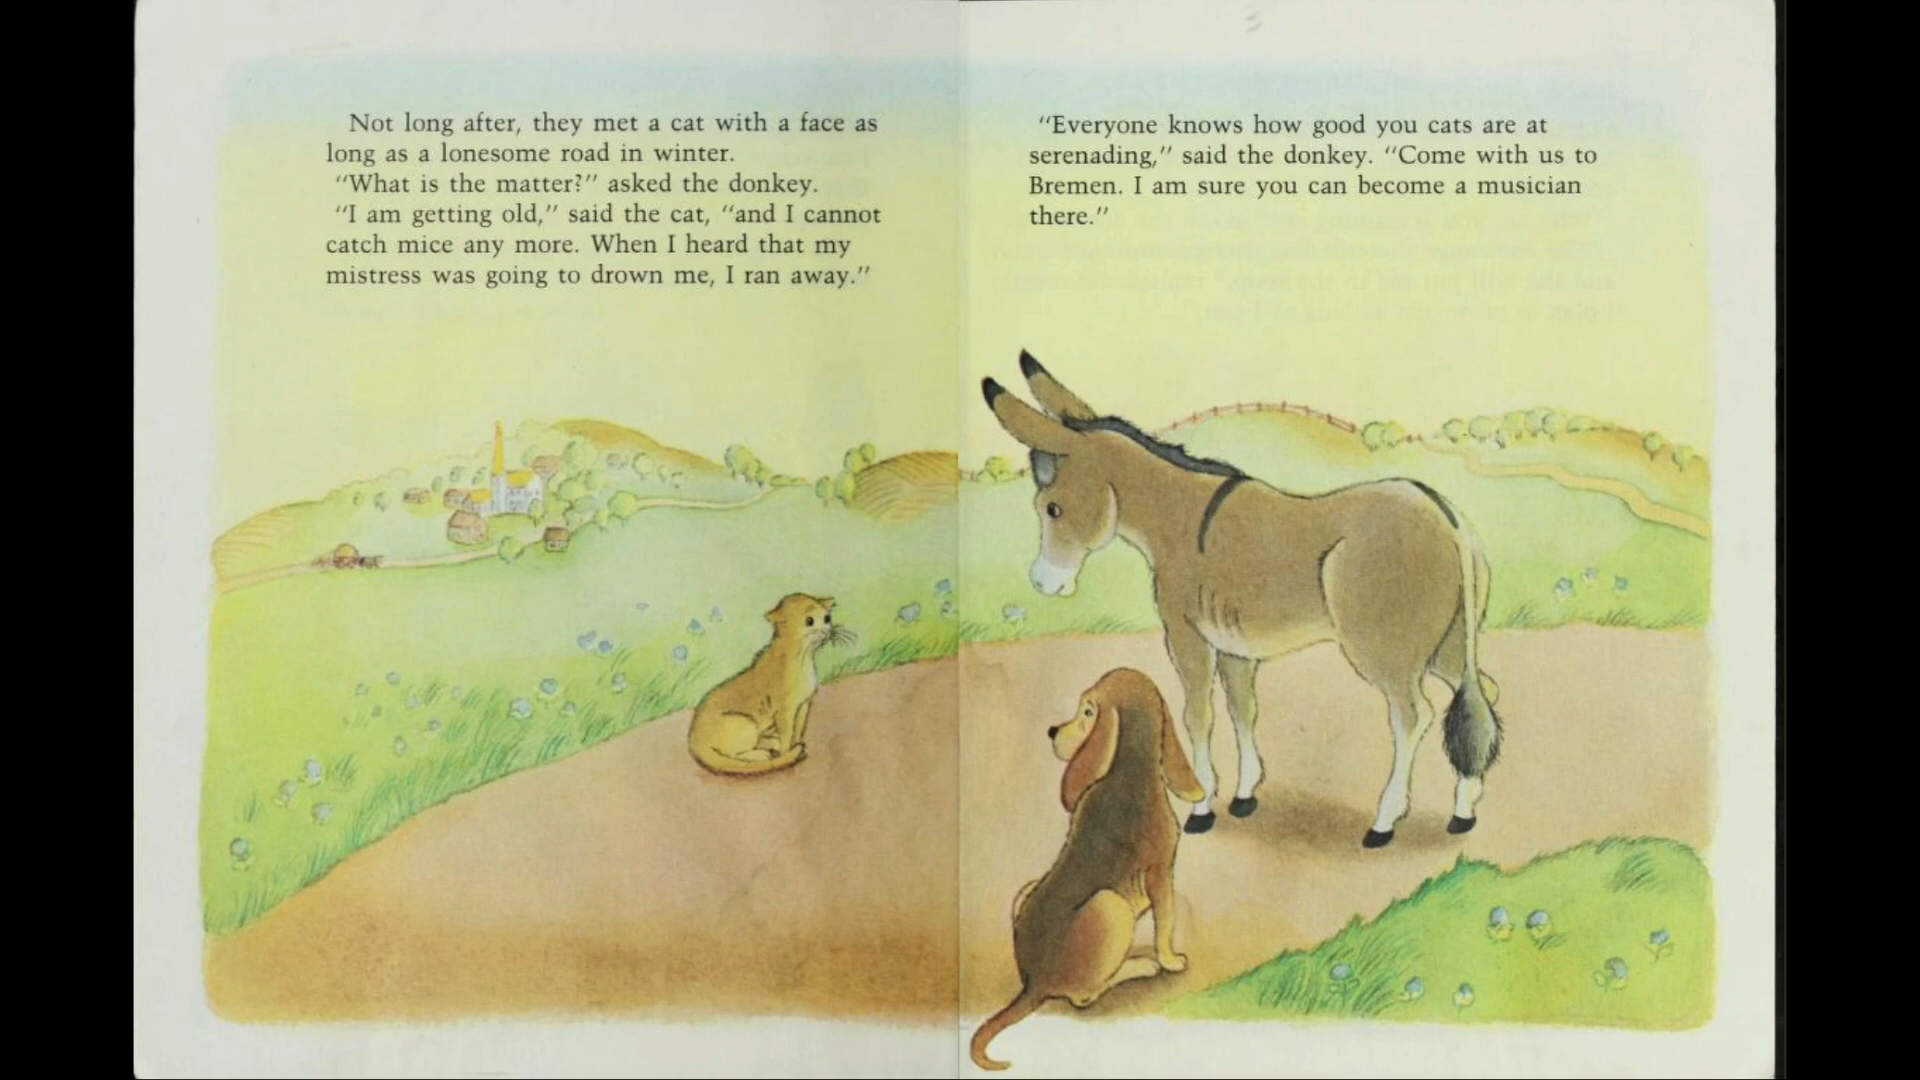 Not long after, they met a cat with a face as
long as a lonesome road in winter.
“What is the matter?” asked the donkey.
“I am getting old,” said the cat, “and I cannot
catch mice any more. When I heard that my
mistress was going to drown me, I ran away.”
“Everyone knows how good you cats are at
serenading,” said the donkey. “Come with us to
Bremen. I am sure you can become a musician
there.”